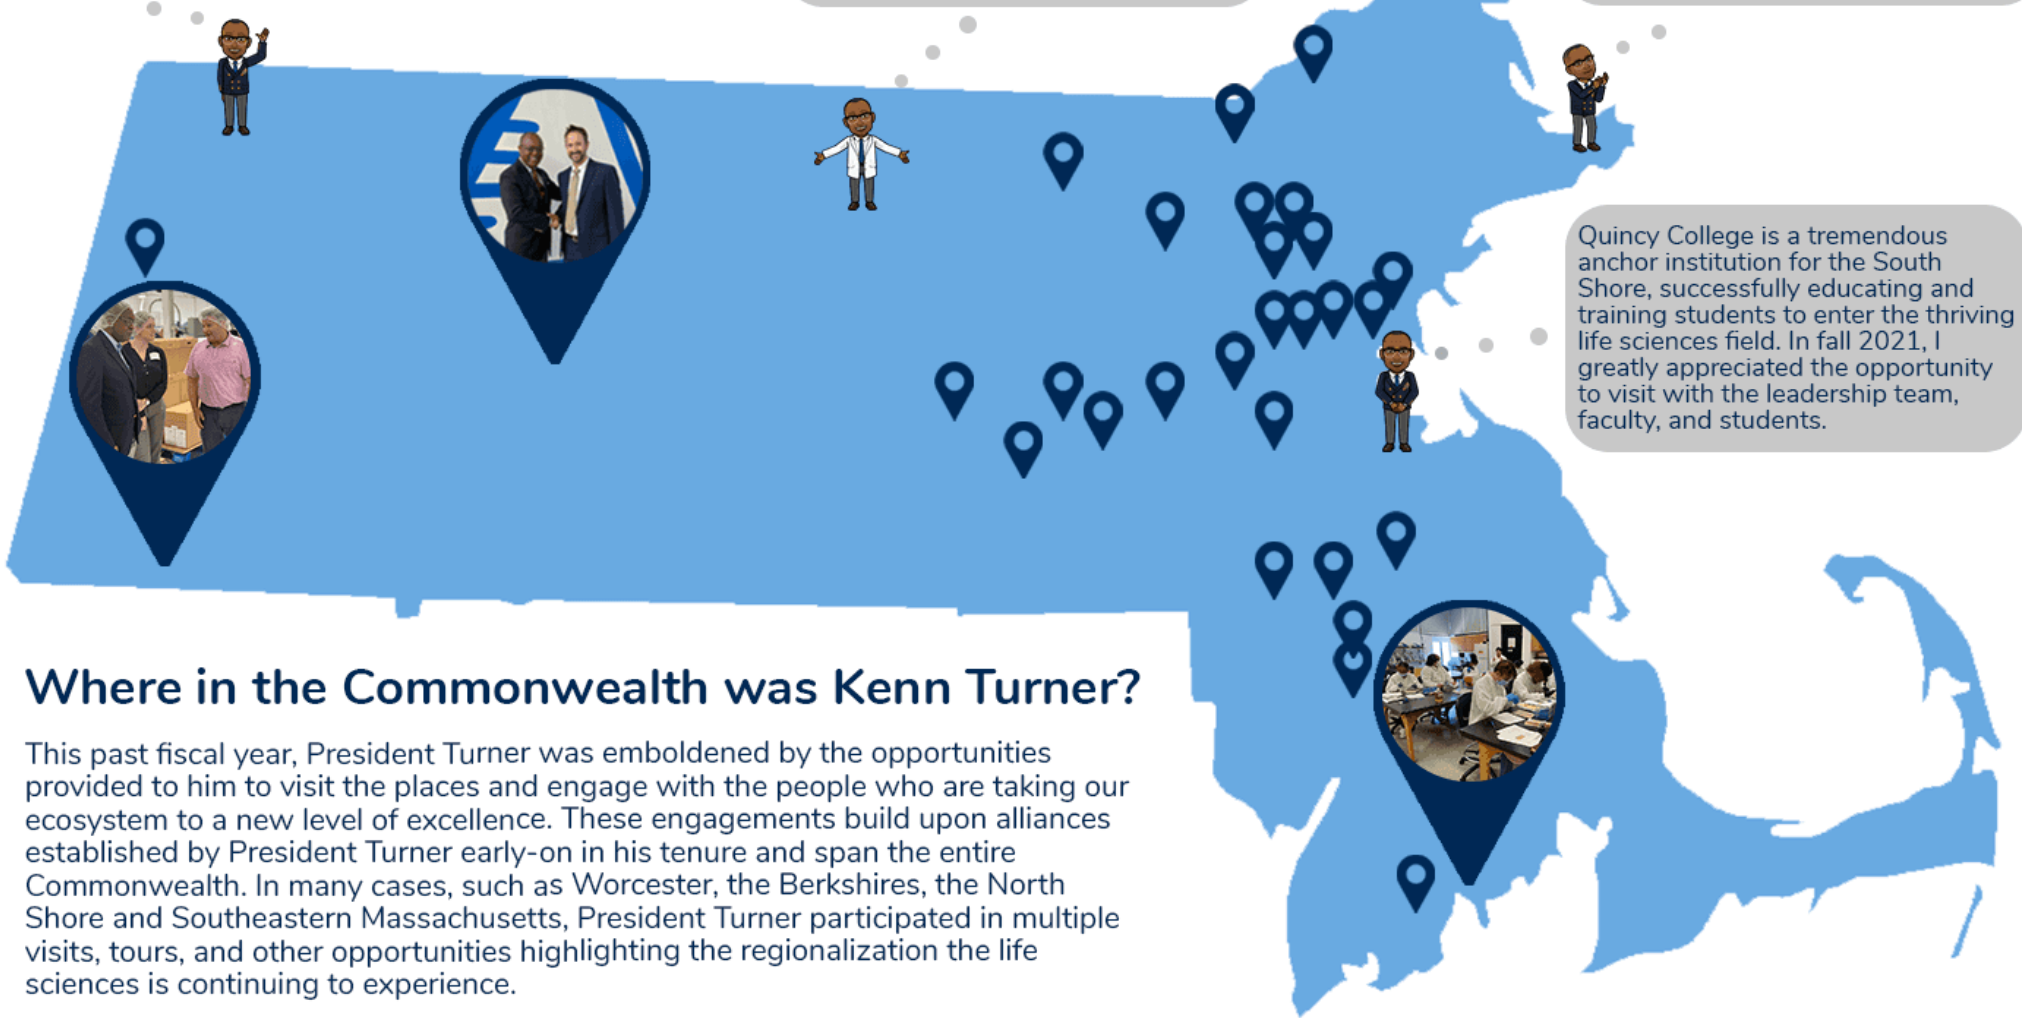 Quincy College is a tremendous
anchor institution for the South
Shore, successfully educating and
training students to enter the thriving
life sciences field. In fall 2021, I
greatly appreciated the opportunity
to visit with the leadership team,
faculty, and students.
Where in the Commonwealth was Kenn Turner?
This past fiscal year, President Turner was emboldened by the opportunities
provided to him to visit the places and engage with the people who are taking our
ecosystem to a new level of excellence. These engagements build upon alliances
established by President Turner early-on in his tenure and span the entire
Commonwealth. In many cases, such as Worcester, the Berkshires, the North
Shore and Southeastern Massachusetts, President Turner participated in multiple
visits, tours, and other opportunities highlighting the regionalization the life
sciences is continuing to experience.